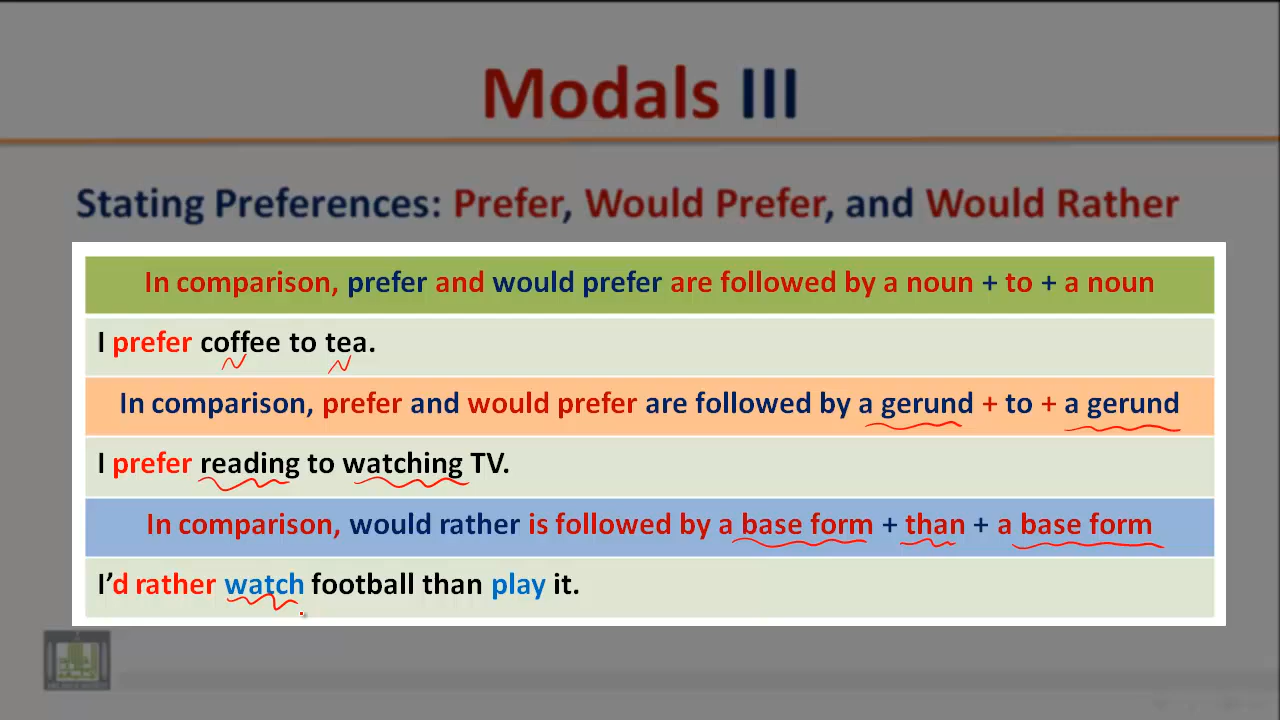 Modals III
Stating Preferences: Prefer, Would Prefer, and Would Rather
In comparison, prefer and would prefer are followed by a noun + to + a noun
I prefer coffee to tea.
N N
In comparison, prefer and would prefer are followed by a gerund + to + a gerund
I prefer reading to watching TV.
In comparison, would rather is followed by a base form + than + a base form
I'd rather watch football than play it.